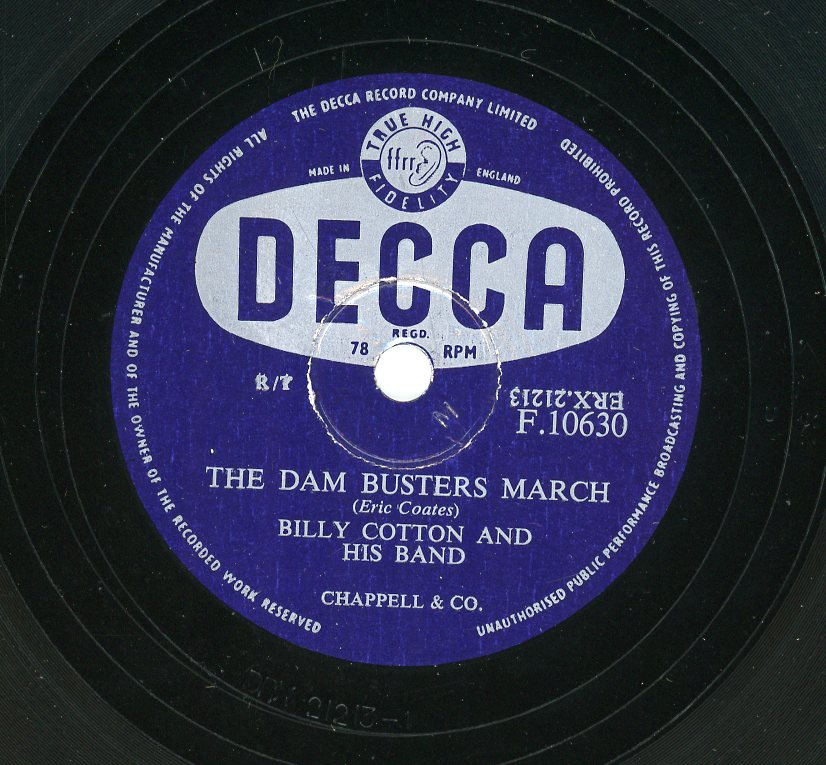 ALL RIGHTS OF THE MANUFACTURER AND OF THE OWNER OF THE RECORDED WORK RESERVED
THE DECCA RECORD COMPANY LIMITED
UNAUTHORISED PUBLIC PERFORMANCE BROADCASTING AND COPYING OF THIS RECORD PROHIBITED
TRUE HIGH
ffrr
FIDELITY
MADE IN ENGLAND
DECCA
REGD.
78 RPM
R/T
ERX.21213
F.10630
N
THE DAM BUSTERS MARCH
(Eric Coates)
BILLY COTTON AND
HIS BAND
CHAPPELL & CO.